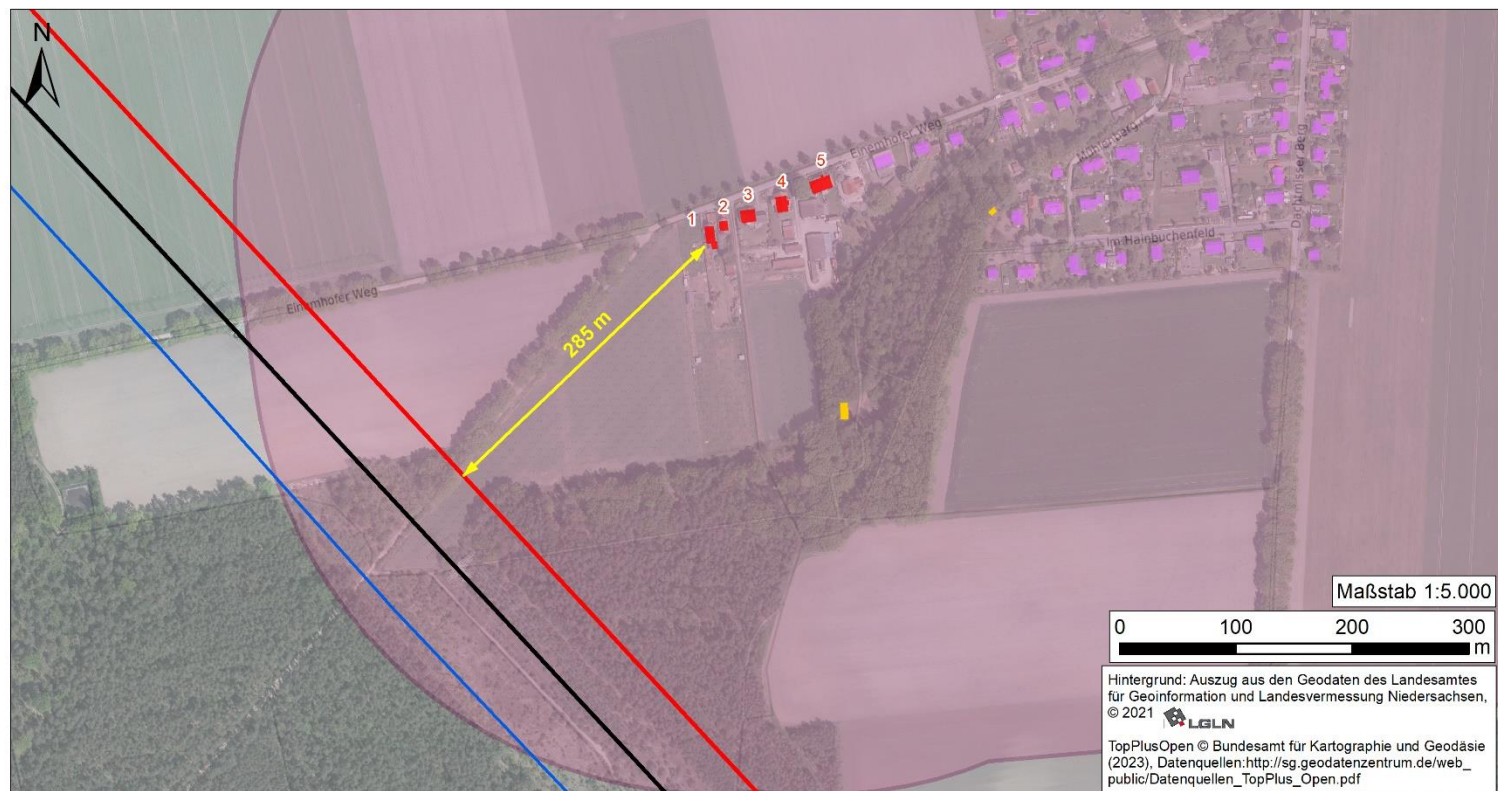 N
Einemhofer Weg
5
4
3
2
1
Mühlenberg
Dachtmisser Berg
Im Hainbuchenfeld
Einemhofer Weg
285 m
Maßstab 1:5.000
0 100 200 300
m
Hintergrund: Auszug aus den Geodaten des Landesamtes
für Geoinformation und Landesvermessung Niedersachsen,
© 2021 LGLN
TopPlusOpen © Bundesamt für Kartographie und Geodäsie
(2023), Datenquellen:http://sg.geodatenzentrum.de/web_
public/Datenquellen_TopPlus_Open.pdf